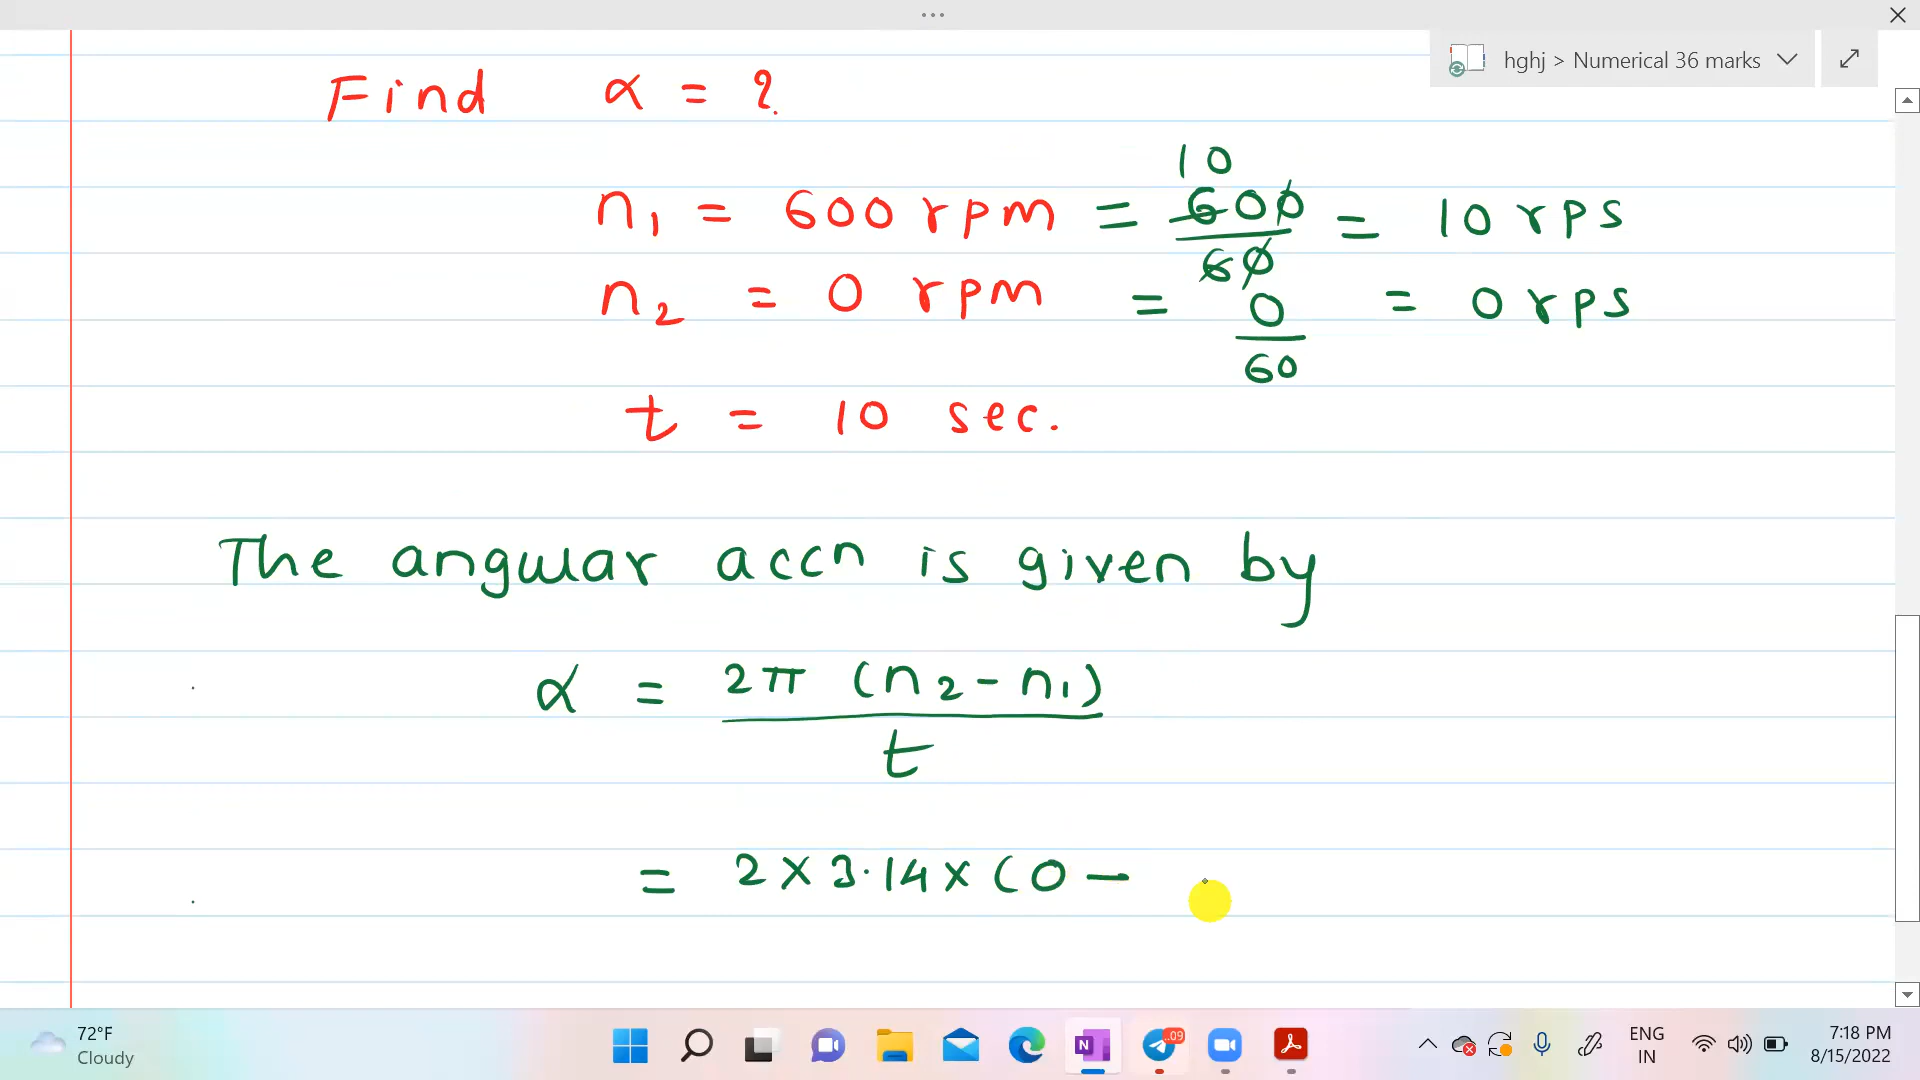 hghj > Numerical 36 marks
Find α = ?
10
n₁ = 600 rpm = 600/60 = 10 rps
n₂ = 0 rpm = 0/60 = 0 rps
t = 10 sec.
The angular accn is given by
α = 2π (n₂ - n₁)
t
= 2 × 3.14 × (0 -
72°F
Cloudy
09
ENG
IN
7:18 PM
8/15/2022